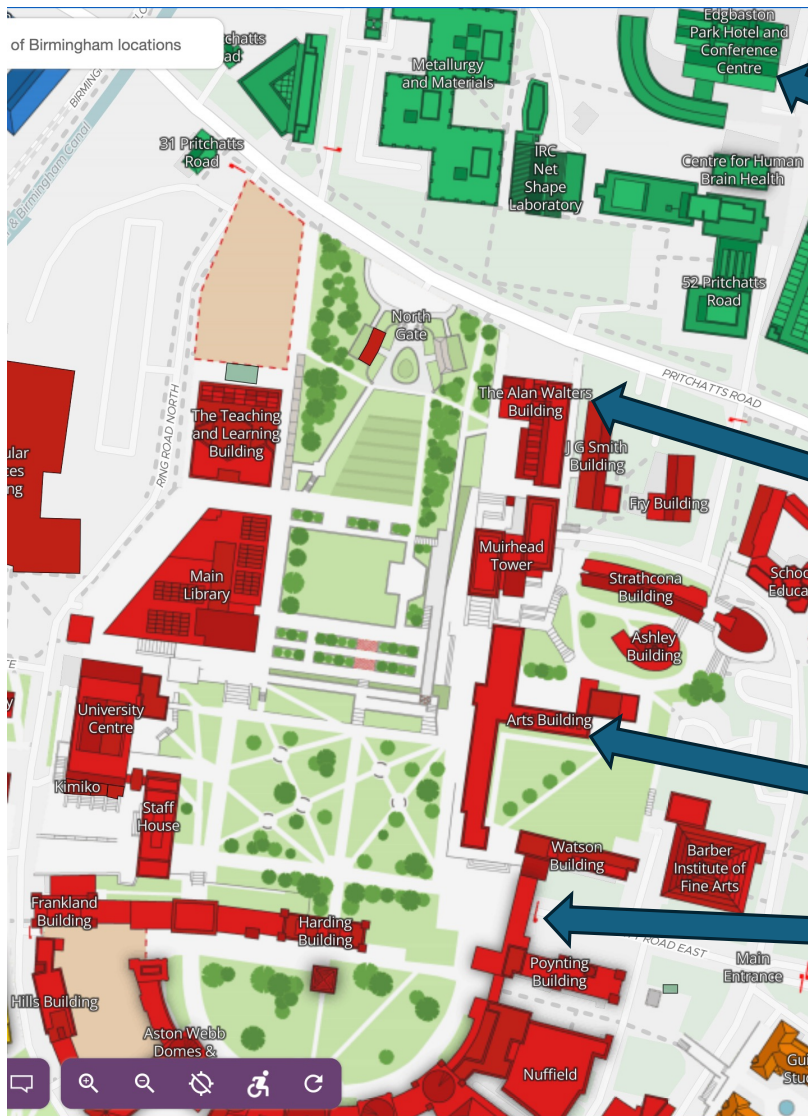 of Birmingham locations
Edgbaston
Park Hotel and
Conference
Centre
Metallurgy
and Materials
31 Pritchatts
Road
IRC
Net
Shape
Laboratory
Centre for Human
Brain Health
& Birmingham Canal
52 Pritchatts
Road
North
Gate
PRITCHATTS ROAD
The Alan Walters
Building
The Teaching
and Learning
Building
RING ROAD NORTH
J G Smith
Building
Fry Building
Muirhead
Tower
Main
Library
Strathcona
Building
Ashley
Building
University
Centre
Arts Building
Kimiko
Staff
House
Watson
Building
Barber
Institute of
Fine Arts
Frankland
Building
Harding
Building
ROAD EAST
Main
Entrance
Poynting
Building
Hills Building
Aston Webb
Domes &
Nuffield